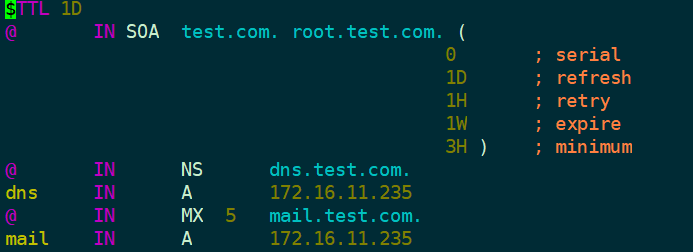 $TTL 1D
@ IN SOA test.com. root.test.com. (
0 ; serial
1D ; refresh
1H ; retry
1W ; expire
3H ) ; minimum
@ IN NS dns.test.com.
dns IN A 172.16.11.235
@ IN MX 5 mail.test.com.
mail IN A 172.16.11.235